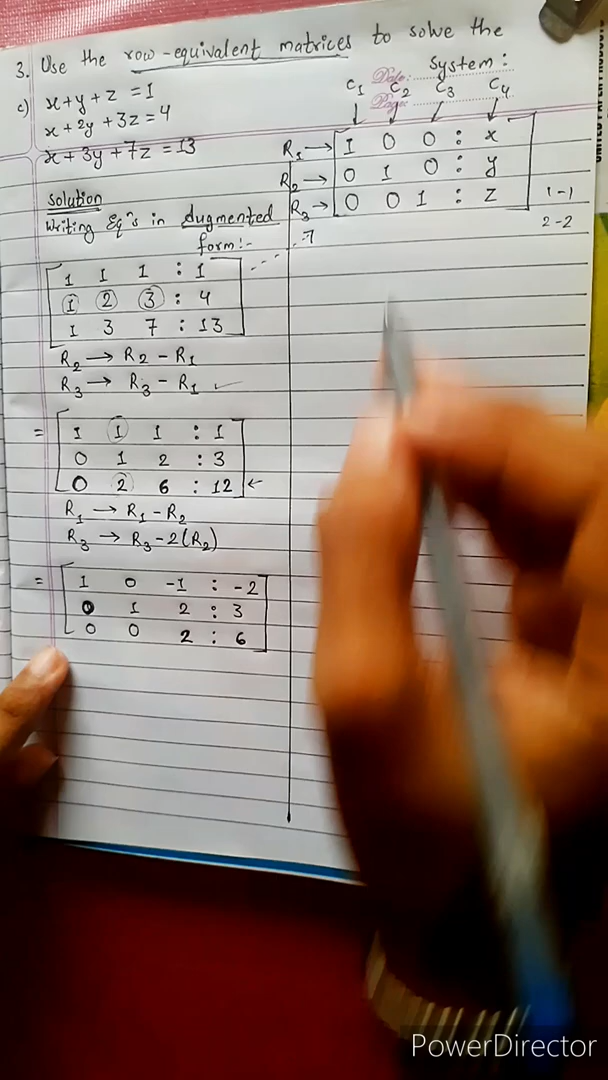 3. Use the row-equivalent matrices to solve the
System:
c) x+y+z=1
x+2y+3z=4
x+3y+7z=13
Date:
Page:
C1 C2 C3 C4
R1→ 1 0 0 : x
R2→ 0 1 0 : y
R3→ 0 0 1 : z
1-1
2-2
Solution
Writing Eqn's in augmented
form:-
1 1 1 : 1
1 2 3 : 4
1 3 7 : 13
R2 → R2 - R1
R3 → R3 - R1
= 1 1 1 : 1
0 1 2 : 3
0 2 6 : 12 ←
R1 → R1 - R2
R3 → R3 - 2(R2)
= 1 0 -1 : -2
0 1 2 : 3
0 0 2 : 6
PowerDirector